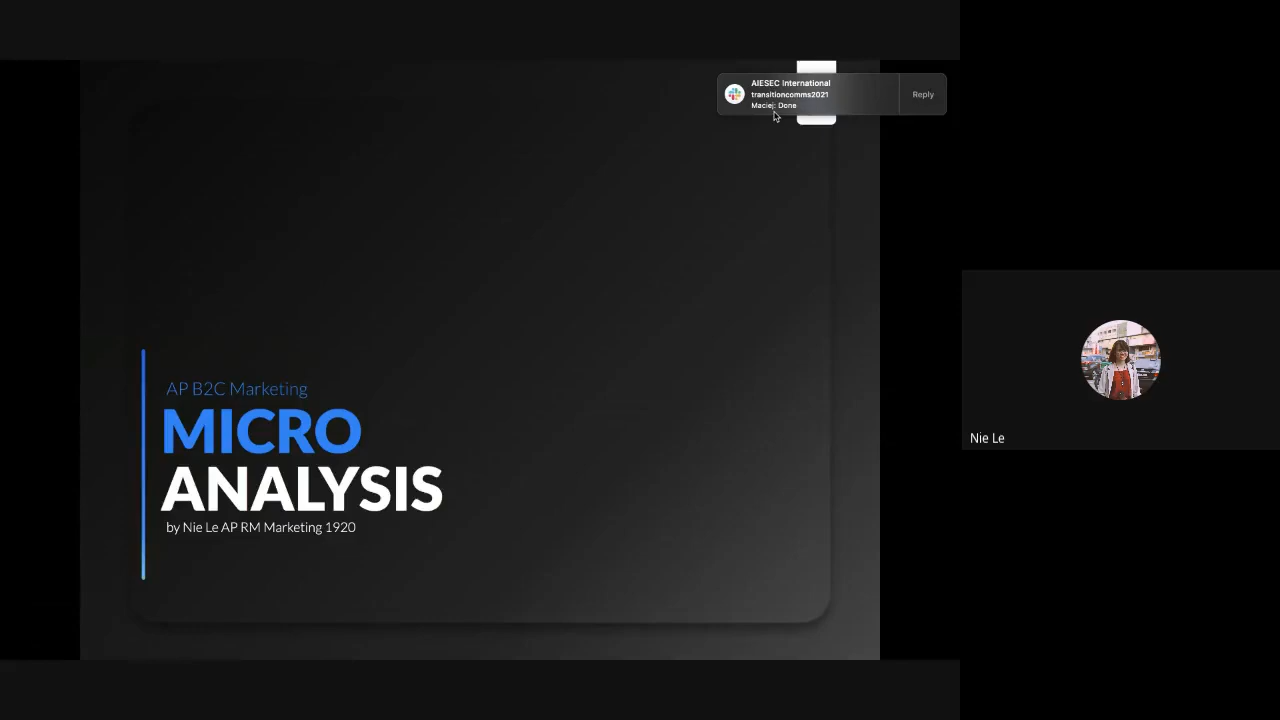 AIESEC International
transitioncomms2021
Maciej: Done
Reply
AP B2C Marketing
MICRO
ANALYSIS
by Nie Le AP RM Marketing 1920
Nie Le